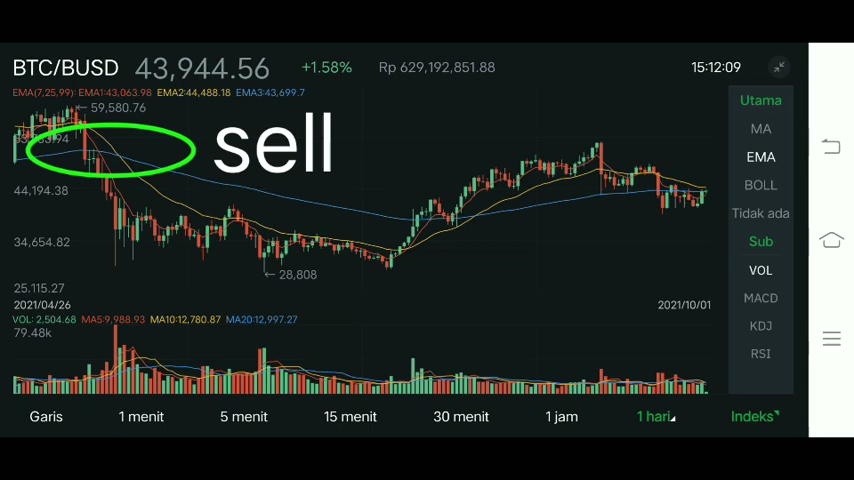 BTC/BUSD 43,944.56 +1.58% Rp 629,192,851.88 15:12:09
EMA(7,25,99): EMA1:43,063.98 EMA2:44,488.18 EMA3:43,699.7
59,580.76
sell
44,194.38
34,654.82
28,808
25,115.27
2021/04/26 2021/10/01
VOL: 2,504.68 MA5:9,988.93 MA10:12,780.87 MA20:12,997.27
79.48k
Utama
MA
EMA
BOLL
Tidak ada
Sub
VOL
MACD
KDJ
RSI
Garis 1 menit 5 menit 15 menit 30 menit 1 jam 1 hari Indeks